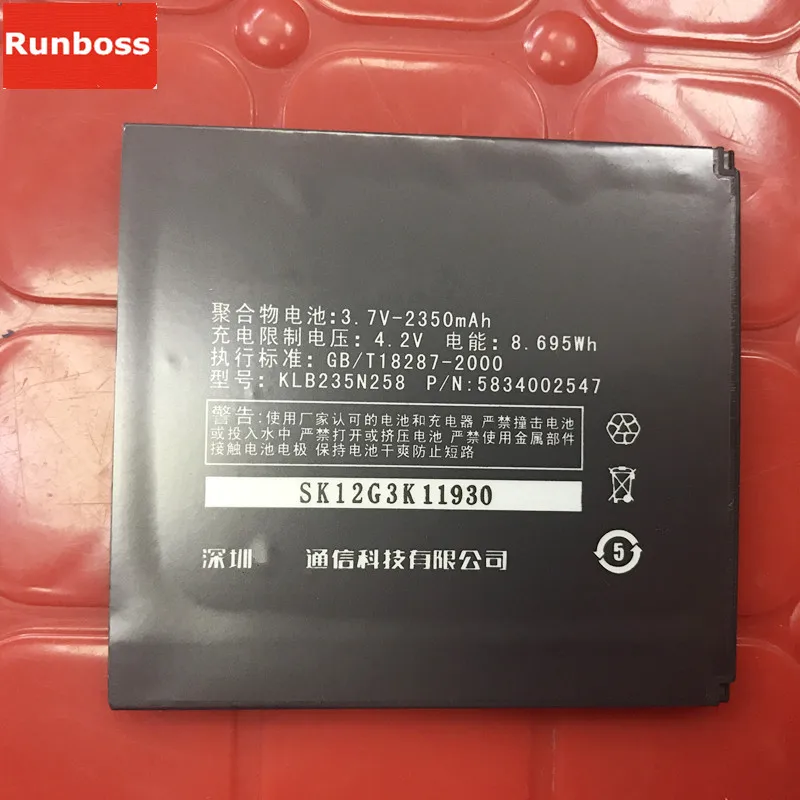 Runboss
聚合物电池:3.7V-2350mAh
充电限制电压: 4.2V 电能: 8.695Wh
执行标准: GB/T18287-2000
型号: KLB235N258 P/N:5834002547
警告:使用厂家认可的电池和充电器 严禁撞击电池
或投入水中 严禁打开或挤压电池 严禁使用金属部件
接触电池电极 保持电池干爽防止短路
SK12G3K11930
深圳 通信科技有限公司
5